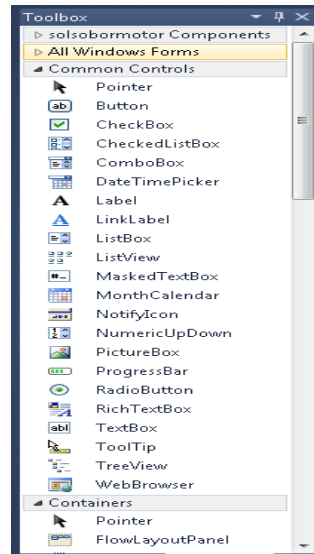 Toolbox
solsobormotor Components
All Windows Forms
Common Controls
Pointer
Button
CheckBox
CheckedListBox
ComboBox
DateTimePicker
Label
LinkLabel
ListBox
ListView
MaskedTextBox
MonthCalendar
NotifyIcon
NumericUpDown
PictureBox
ProgressBar
RadioButton
RichTextBox
TextBox
ToolTip
TreeView
WebBrowser
Containers
Pointer
FlowLayoutPanel